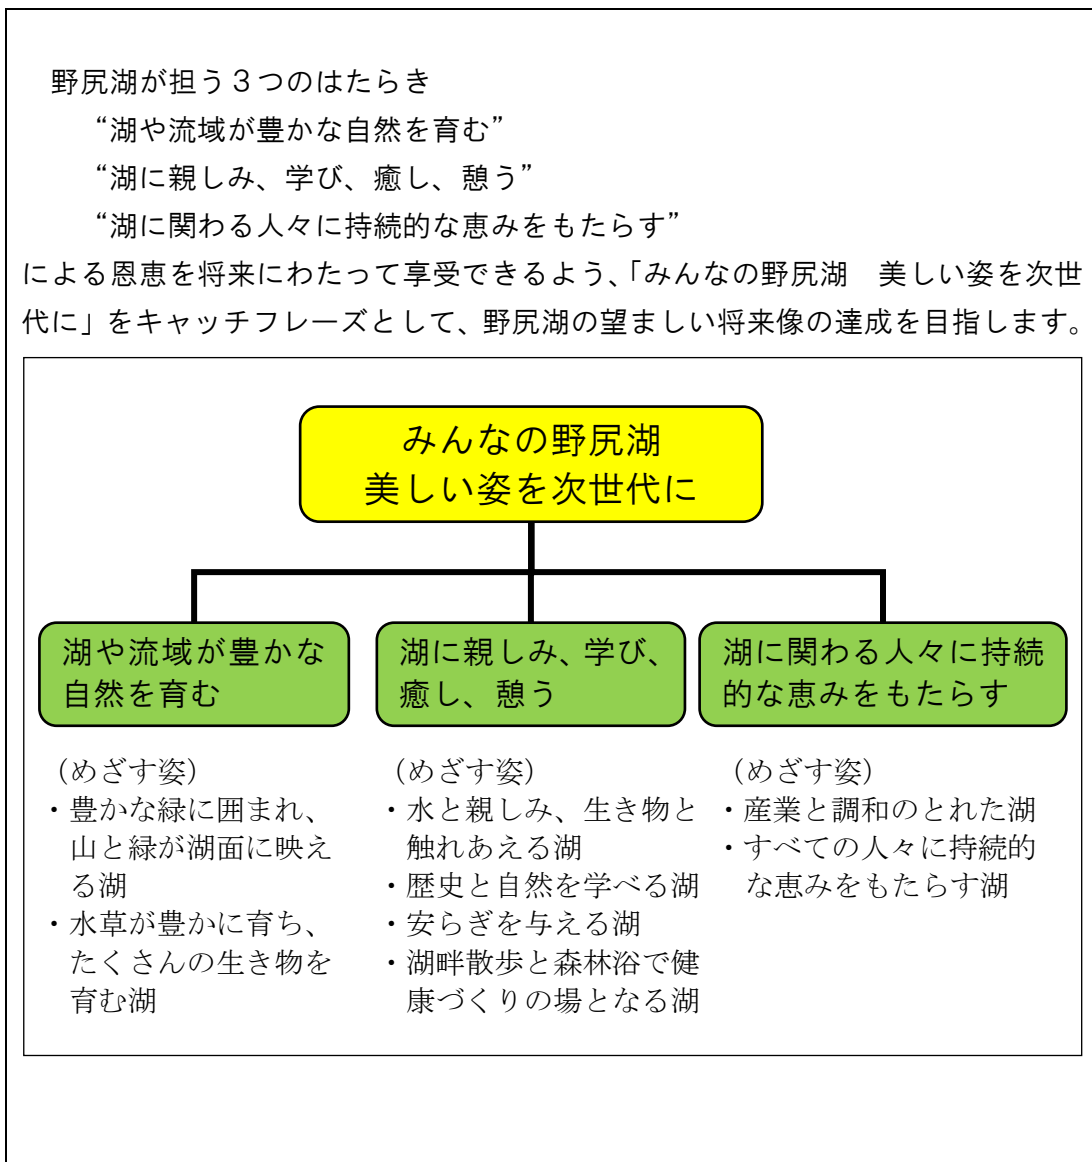 野尻湖が担う３つのはたらき
“湖や流域が豊かな自然を育む”
“湖に親しみ、学び、癒し、憩う”
“湖に関わる人々に持続的な恵みをもたらす”
による恩恵を将来にわたって享受できるよう、「みんなの野尻湖　美しい姿を次世
代に」をキャッチフレーズとして、野尻湖の望ましい将来像の達成を目指します。
みんなの野尻湖
美しい姿を次世代に
湖や流域が豊かな
自然を育む
（めざす姿）
・豊かな緑に囲まれ、
山と緑が湖面に映え
る湖
・水草が豊かに育ち、
たくさんの生き物を
育む湖
湖に親しみ、学び、
癒し、憩う
（めざす姿）
・水と親しみ、生き物と
触れあえる湖
・歴史と自然を学べる湖
・安らぎを与える湖
・湖畔散歩と森林浴で健
康づくりの場となる湖
湖に関わる人々に持続
的な恵みをもたらす
（めざす姿）
・産業と調和のとれた湖
・すべての人々に持続的
な恵みをもたらす湖